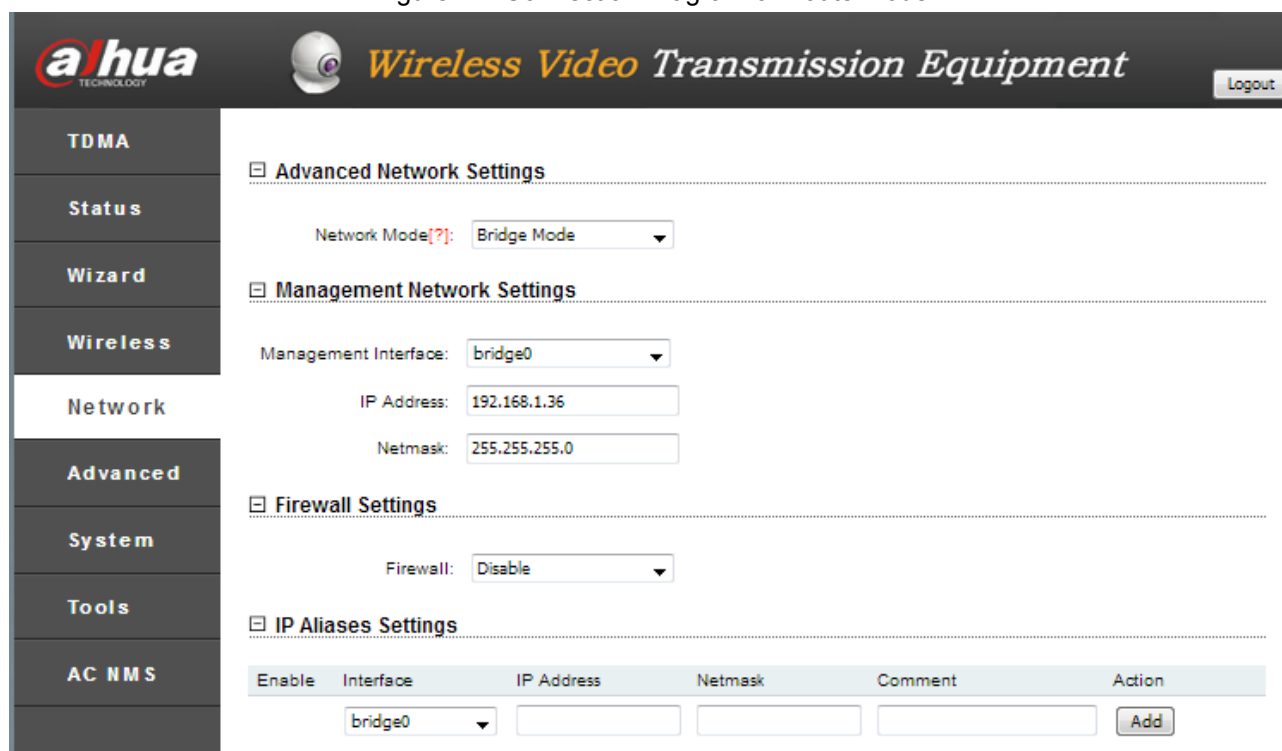 alhua
TECHNOLOGY
Wireless Video Transmission Equipment
Logout
TDMA
Status
Wizard
Wireless
Network
Advanced
System
Tools
AC NMS
Advanced Network Settings
Network Mode[?]: Bridge Mode
Management Network Settings
Management Interface: bridge0
IP Address: 192.168.1.36
Netmask: 255.255.255.0
Firewall Settings
Firewall: Disable
IP Aliases Settings
Enable Interface IP Address Netmask Comment Action
bridge0 Add